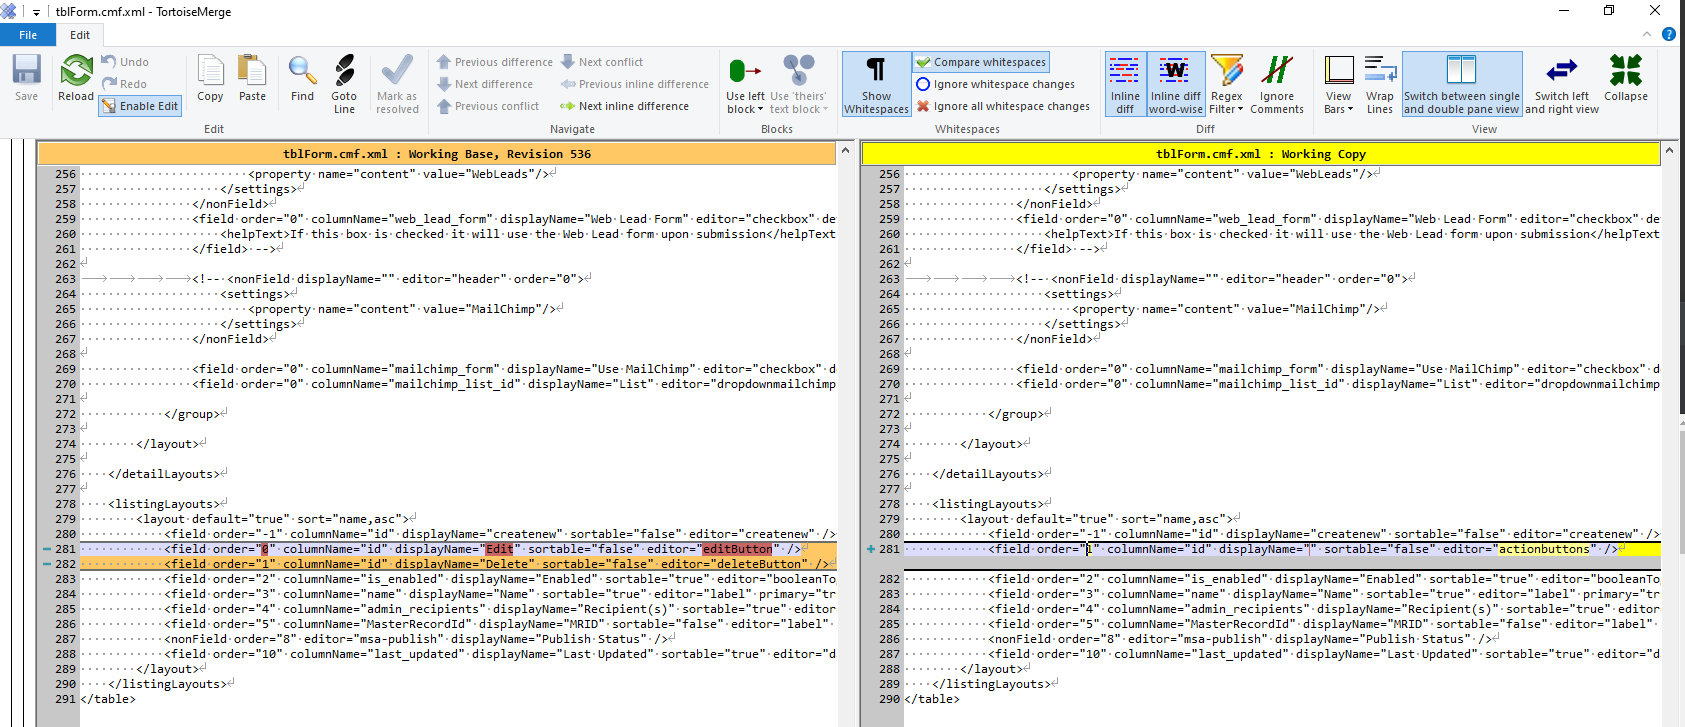 tblForm.cmf.xml - TortoiseMerge
File
Edit
Save
Reload
Undo
Redo
Enable Edit
Copy
Paste
Find
Goto Line
Mark as resolved
Edit
Previous difference
Next difference
Previous conflict
Next conflict
Previous inline difference
Next inline difference
Navigate
Use left block
Use 'theirs' text block
Blocks
Show Whitespaces
Compare whitespaces
Ignore whitespace changes
Ignore all whitespace changes
Whitespaces
Inline diff
Inline diff word-wise
Regex Filter
Ignore Comments
Diff
View Bars
Wrap Lines
Switch between single and double pane view
Switch left and right view
Collapse
View
tblForm.cmf.xml : Working Base, Revision 536
256 <property name="content" value="WebLeads"/>
257 </settings>
258 </nonField>
259 <field order="0" columnName="web_lead_form" displayName="Web Lead Form" editor="checkbox" de
260 <helpText>If this box is checked it will use the Web Lead form upon submission</helpText
261 </field> -->
262
263 <!-- <nonField displayName="" editor="header" order="0">
264 <settings>
265 <property name="content" value="MailChimp"/>
266 </settings>
267 </nonField>
268
269 <field order="0" columnName="mailchimp_form" displayName="Use MailChimp" editor="checkbox" d
270 <field order="0" columnName="mailchimp_list_id" displayName="List" editor="dropdownmailchimp
271
272 </group>
273
274 </layout>
275
276 </detailLayouts>
277
278 <listingLayouts>
279 <layout default="true" sort="name,asc">
280 <field order="-1" columnName="id" displayName="createnew" sortable="false" editor="createnew" />
281 <field order="0" columnName="id" displayName="Edit" sortable="false" editor="editButton" />
282 <field order="1" columnName="id" displayName="Delete" sortable="false" editor="deleteButton" />
283 <field order="2" columnName="is_enabled" displayName="Enabled" sortable="true" editor="booleanTo
284 <field order="3" columnName="name" displayName="Name" sortable="true" editor="label" primary="tr
285 <field order="4" columnName="admin_recipients" displayName="Recipient(s)" sortable="true" editor
286 <field order="5" columnName="MasterRecordId" displayName="MRID" sortable="false" editor="label"
287 <nonField order="8" editor="msa-publish" displayName="Publish Status" />
288 <field order="10" columnName="last_updated" displayName="Last Updated" sortable="true" editor="d
289 </layout>
290 </listingLayouts>
291 </table>
tblForm.cmf.xml : Working Copy
256 <property name="content" value="WebLeads"/>
257 </settings>
258 </nonField>
259 <field order="0" columnName="web_lead_form" displayName="Web Lead Form" editor="checkbox" de
260 <helpText>If this box is checked it will use the Web Lead form upon submission</helpText
261 </field> -->
262
263 <!-- <nonField displayName="" editor="header" order="0">
264 <settings>
265 <property name="content" value="MailChimp"/>
266 </settings>
267 </nonField>
268
269 <field order="0" columnName="mailchimp_form" displayName="Use MailChimp" editor="checkbox" d
270 <field order="0" columnName="mailchimp_list_id" displayName="List" editor="dropdownmailchimp
271
272 </group>
273
274 </layout>
275
276 </detailLayouts>
277
278 <listingLayouts>
279 <layout default="true" sort="name,asc">
280 <field order="-1" columnName="id" displayName="createnew" sortable="false" editor="createnew" />
281 <field order="1" columnName="id" displayName="" sortable="false" editor="actionbuttons" />
282 <field order="2" columnName="is_enabled" displayName="Enabled" sortable="true" editor="booleanTo
283 <field order="3" columnName="name" displayName="Name" sortable="true" editor="label" primary="tr
284 <field order="4" columnName="admin_recipients" displayName="Recipient(s)" sortable="true" editor
285 <field order="5" columnName="MasterRecordId" displayName="MRID" sortable="false" editor="label"
286 <nonField order="8" editor="msa-publish" displayName="Publish Status" />
287 <field order="10" columnName="last_updated" displayName="Last Updated" sortable="true" editor="d
288 </layout>
289 </listingLayouts>
290 </table>